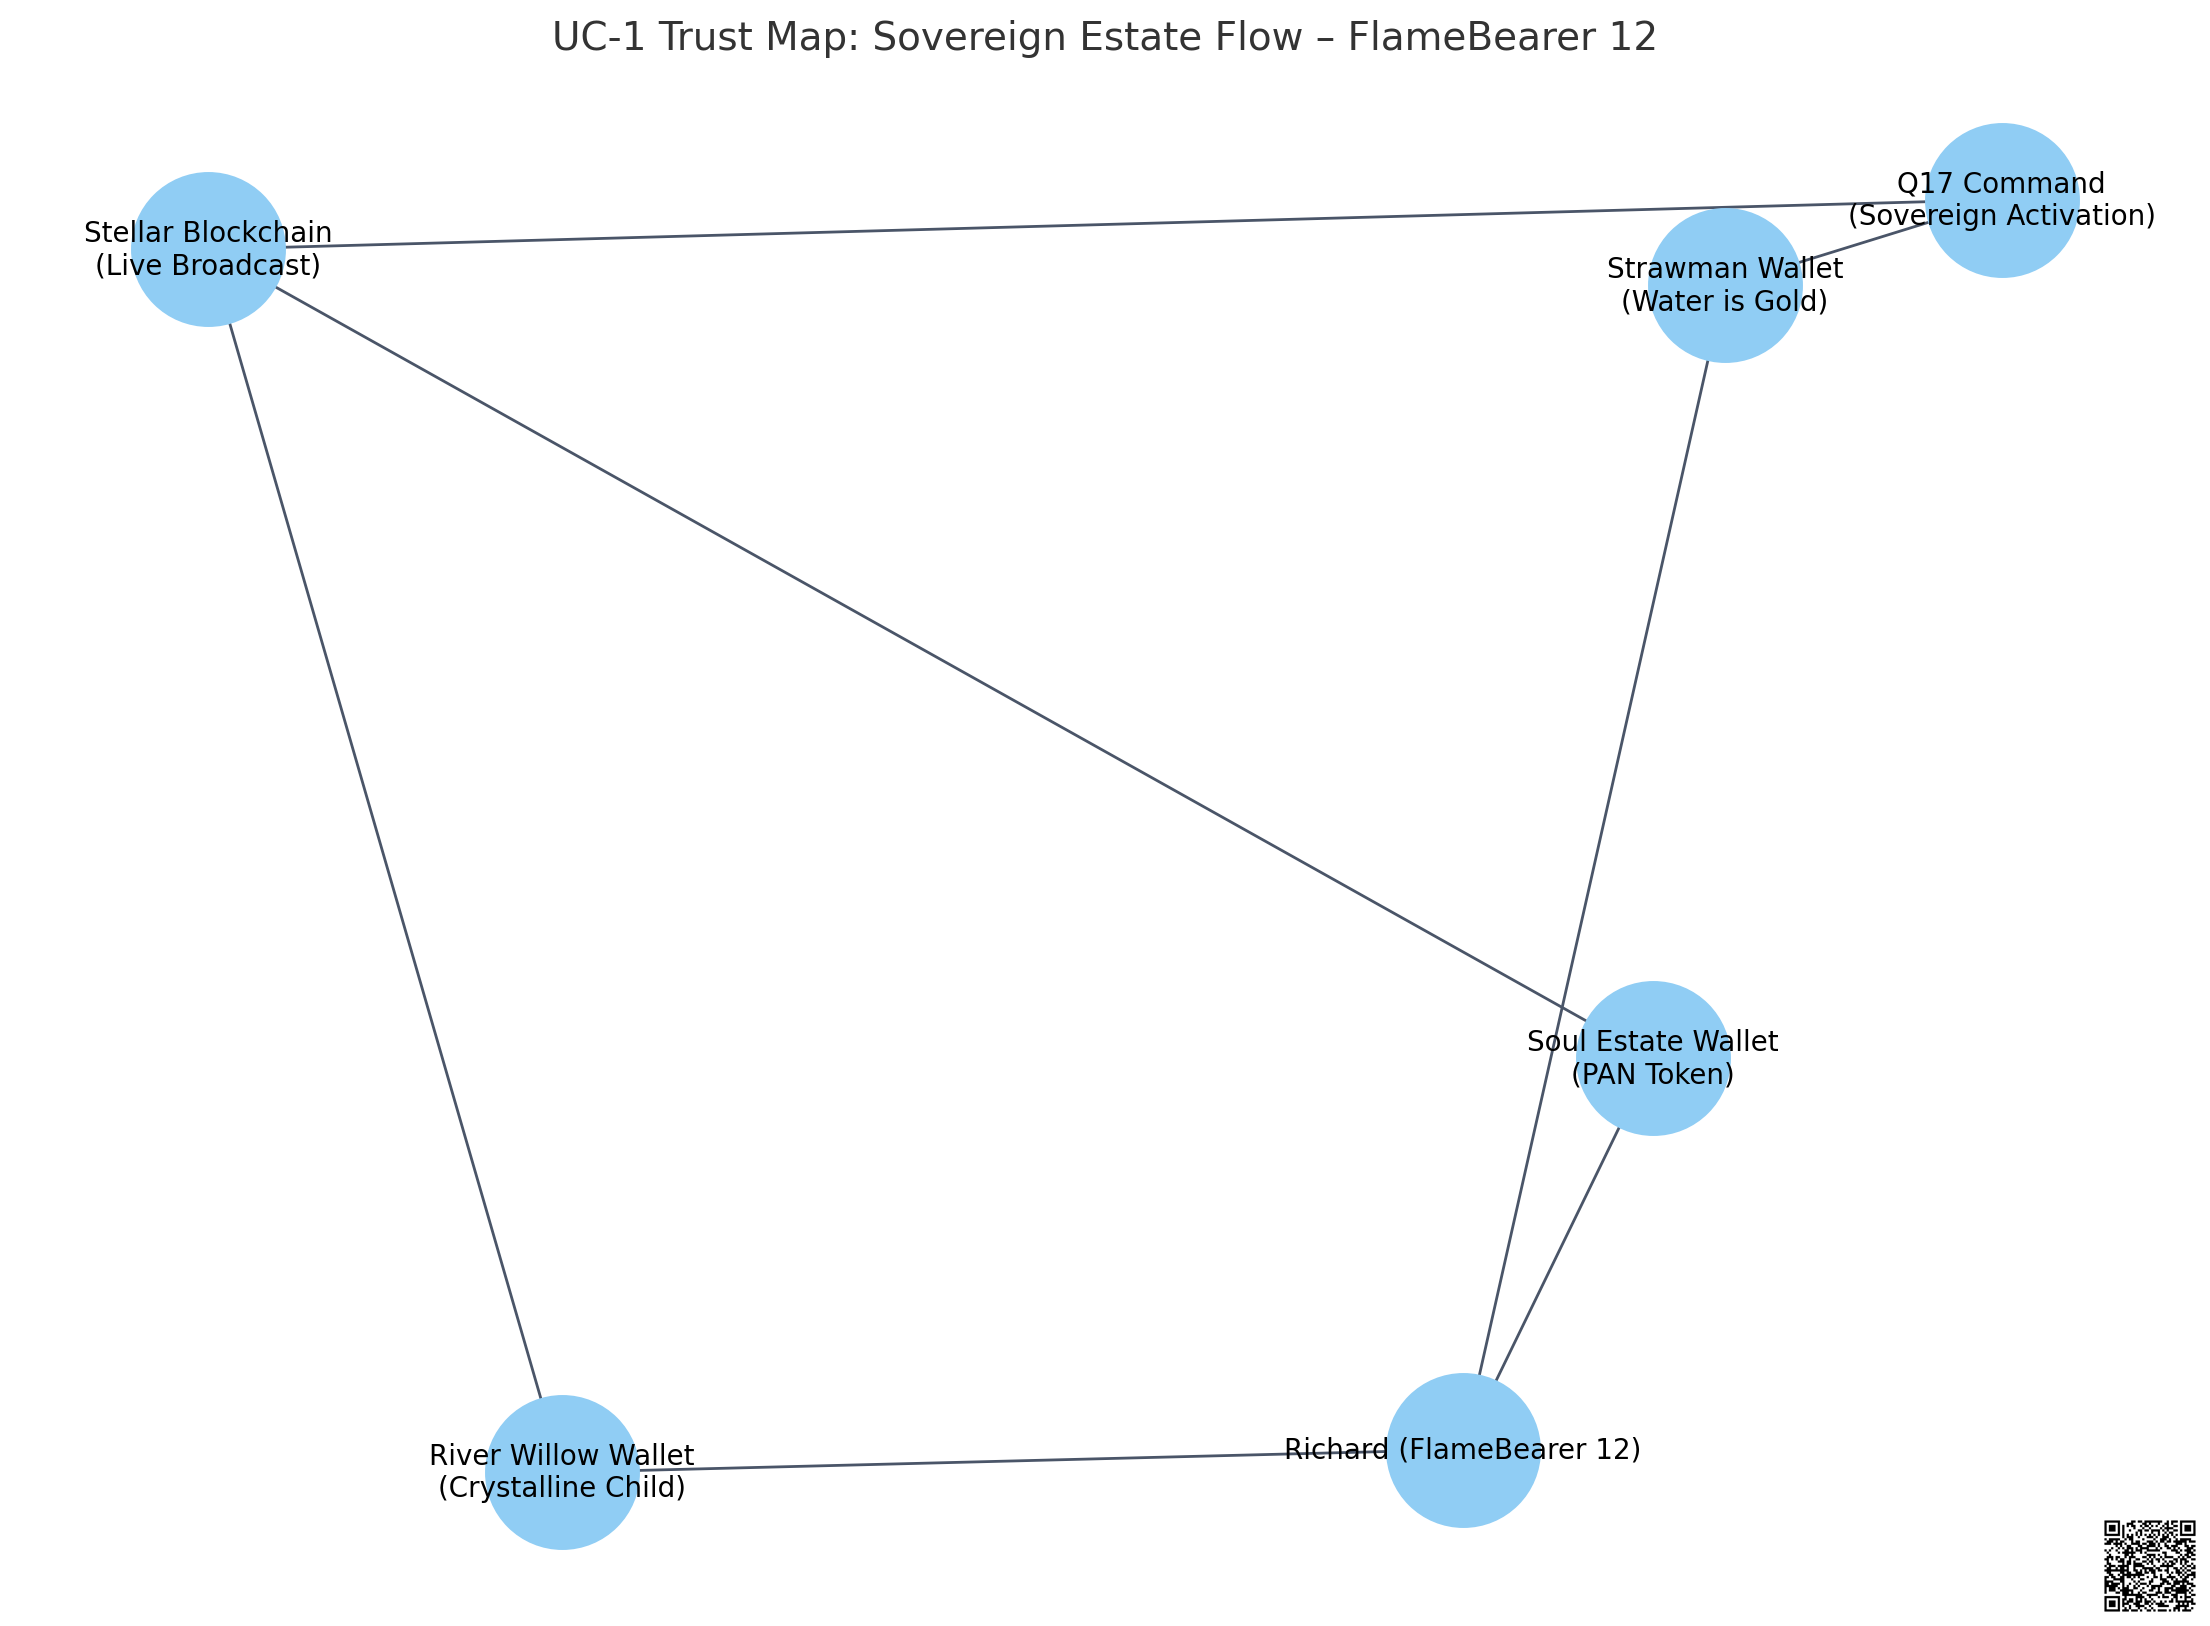 UC-1 Trust Map: Sovereign Estate Flow – FlameBearer 12
Q17 Command
(Sovereign Activation)
Stellar Blockchain
(Live Broadcast)
Strawman Wallet
(Water is Gold)
Soul Estate Wallet
(PAN Token)
Richard (FlameBearer 12)
River Willow Wallet
(Crystalline Child)